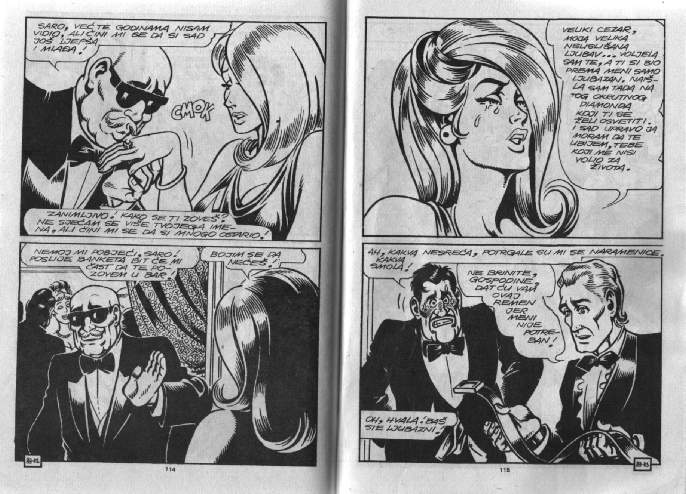 SARO, VEĆ TE GODINAMA NISAM
VIDIO, ALI ČINI MI SE DA SI SAD
JOŠ LJEPŠA
I MLAĐA!
CMOK
ZANIMLJIVO! KAKO SE TI ZOVEŠ?
NE SJEĆAM SE VIŠE TVOJEGA IME-
NA, ALI ČINI MI SE DA SI MNOGO OSTARIO.
NEMOJ MI POBJEĆI, SARO!
POSLIJE BANKETA BIT ĆE MI
ČAST DA TE PO-
ZOVEM U BAR!
BOJIM SE DA
NEĆEŠ!
114
VELIKI CEZAR,
MOJA VELIKA
NEUSLIŠANA
LJUBAV... VOLJELA
SAM TE, A TI SI BIO
PREMA MENI SAMO
LJUBAZAN. NAIŠ-
LA SAM TADA NA
TOG OKRUTNOG
DIAMONDA
KOJI TI SE
ŽELI OSVETITI.
I SAD UPRAVO JA
MORAM DA TE
UBIJEM, TEBE
KOJI ME NISI
VOLIO ZA
ŽIVOTA.
AH, KAKVA NESREĆA, POTRGALE SU MI SE NARAMENICE.
KAKVA
SMOLA!
NE BRINITE,
GOSPODINE,
DAT ĆU VAM
OVAJ
REMEN
JER
MENI
NIJE
POTRE-
BAN!
OH, HVALA! BAŠ
STE LJUBAZNI!
115